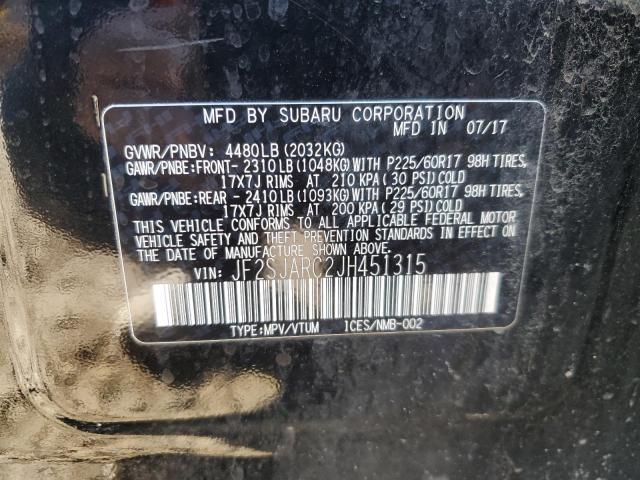 MFD BY SUBARU CORPORATION
MFD IN 07/17
GVWR/PNBV: 4480LB (2032KG)
GAWR/PNBE:FRONT- 2310LB (1048KG) WITH P225/60R17 98H TIRES,
17X7J RIMS AT 210 KPA ( 30 PSI) COLD
GAWR/PNBE:REAR - 2410LB (1093KG) WITH P225/60R17 98H TIRES,
17X7J RIMS AT 200 KPA ( 29 PSI) COLD
THIS VEHICLE CONFORMS TO ALL APPLICABLE FEDERAL MOTOR
VEHICLE SAFETY AND THEFT PREVENTION STANDARDS IN EFFECT ON
THE DATE OF MANUFACTURE SHOWN ABOVE.
VIN: JF2SJARC2JH451315
TYPE:MPV/VTUM ICES/NMB-002